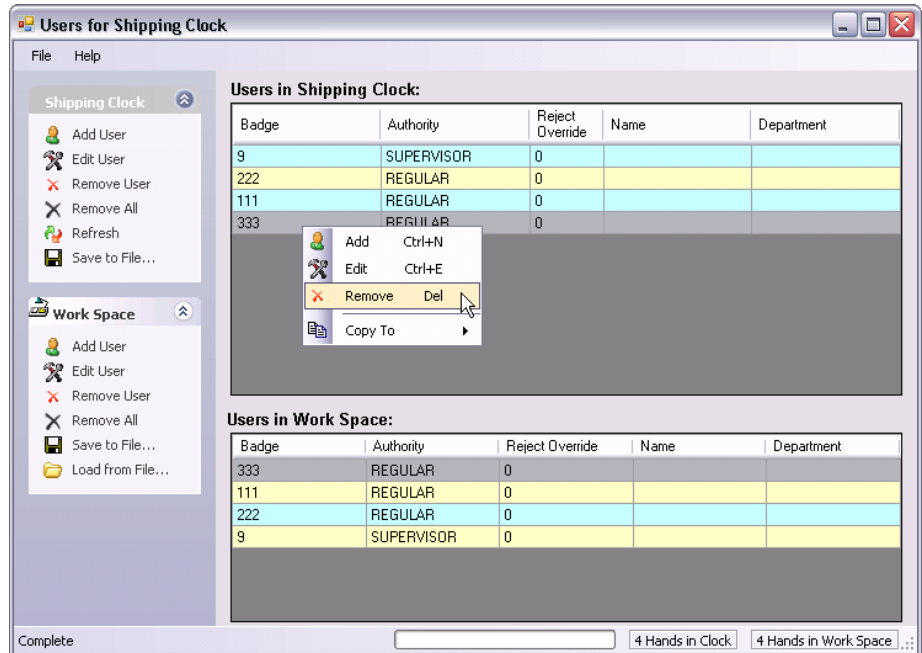 Users for Shipping Clock
File Help
Shipping Clock
Add User
Edit User
Remove User
Remove All
Refresh
Save to File...
Work Space
Add User
Edit User
Remove User
Remove All
Save to File...
Load from File...
Users in Shipping Clock:
Badge Authority Reject Override Name Department
9 SUPERVISOR 0
222 REGULAR 0
111 REGULAR 0
333 REGULAR 0
Add Ctrl+N
Edit Ctrl+E
Remove Del
Copy To
Users in Work Space:
Badge Authority Reject Override Name Department
333 REGULAR 0
111 REGULAR 0
222 REGULAR 0
9 SUPERVISOR 0
Complete 4 Hands in Clock 4 Hands in Work Space